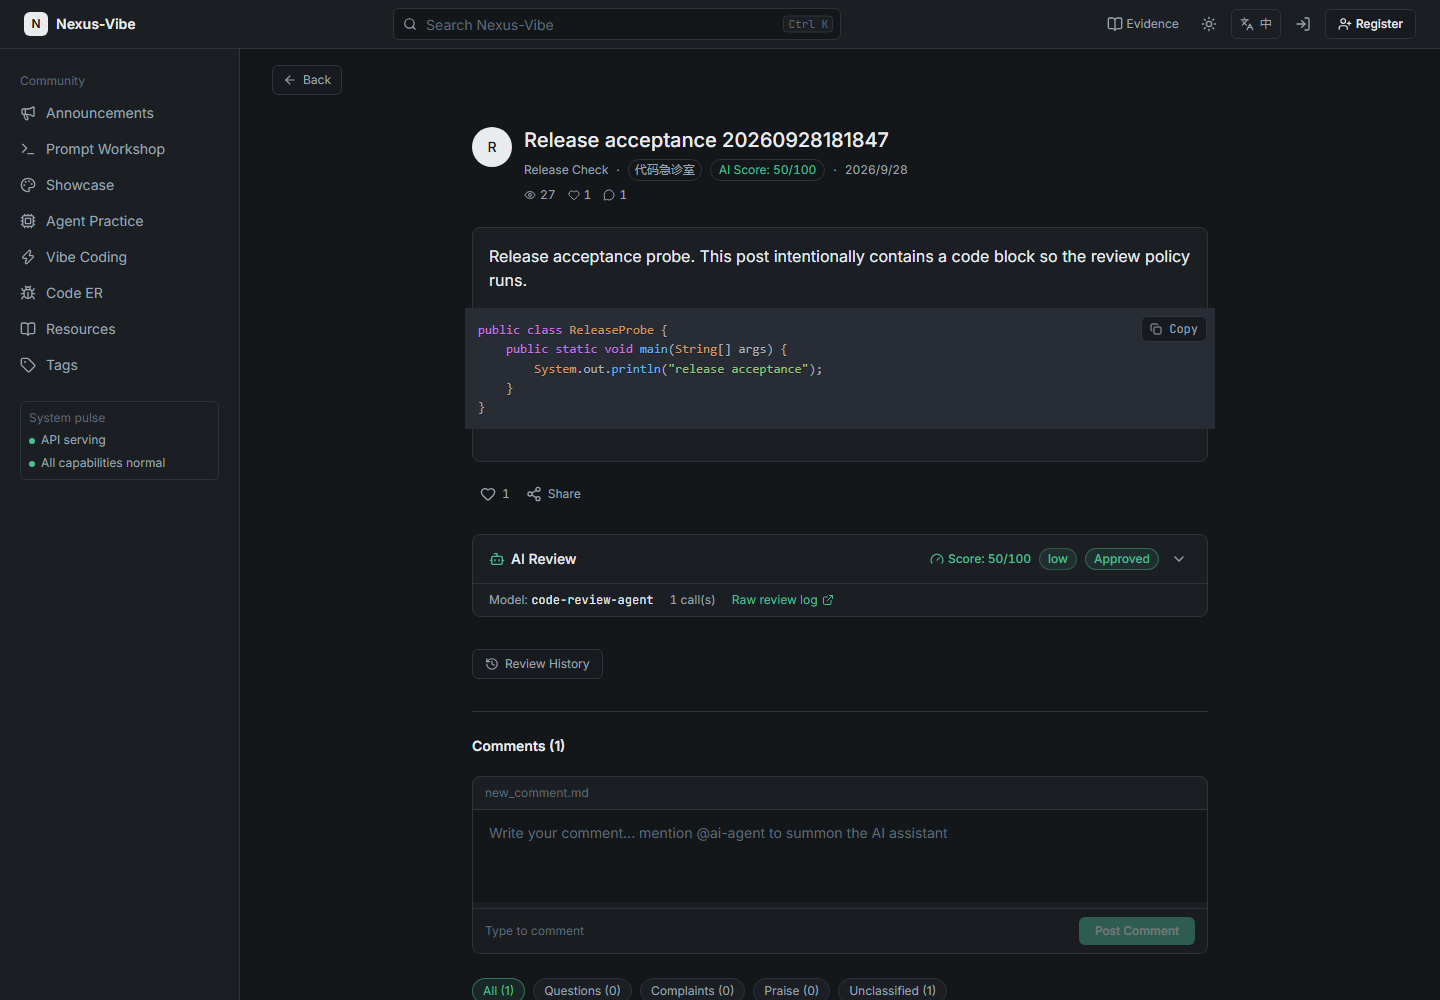 N Nexus-Vibe
Search Nexus-Vibe Ctrl K
Evidence 中 Register
Community
Announcements
Prompt Workshop
Showcase
Agent Practice
Vibe Coding
Code ER
Resources
Tags
System pulse
API serving
All capabilities normal
Back
R
Release acceptance 20260928181847
Release Check · 代码急诊室 AI Score: 50/100 · 2026/9/28
27 1 1
Release acceptance probe. This post intentionally contains a code block so the review policy
runs.
Copy
public class ReleaseProbe {
    public static void main(String[] args) {
        System.out.println("release acceptance");
    }
}
1 Share
AI Review Score: 50/100 low Approved
Model: code-review-agent 1 call(s) Raw review log
Review History
Comments (1)
new_comment.md
Write your comment... mention @ai-agent to summon the AI assistant
Type to comment Post Comment
All (1) Questions (0) Complaints (0) Praise (0) Unclassified (1)